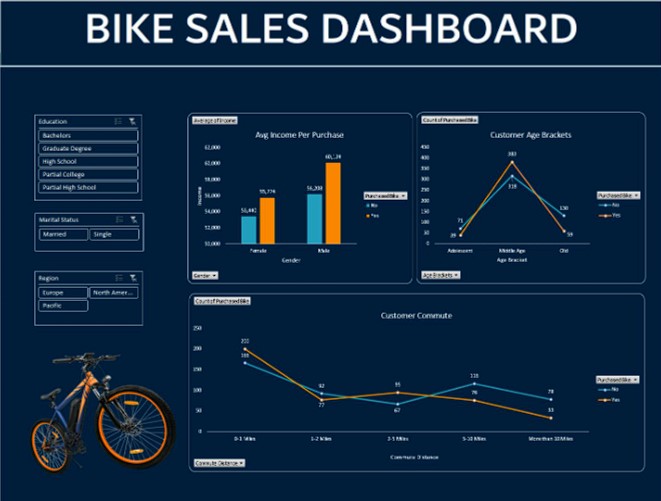 BIKE SALES DASHBOARD
Education
Bachelors
Graduate Degree
High School
Partial College
Partial High School
Marital Status
Married Single
Region
Europe North Amer...
Pacific
Average of Income
Avg Income Per Purchase
62,000
60,000
58,000
56,000
54,000
52,000
50,000
Income
55,774
60,124
56,208
Female Male
Gender
Purchased Bike
No
Yes
Gender
Count of Purchased Bike
Customer Age Brackets
450
400
350
300
250
200
150
100
50
0
71
39
383
318
130
59
Adolescent Middle Age Old
Age Bracket
Purchased Bike
No
Yes
Age Brackets
Count of Purchased Bike
Customer Commute
250
200
150
100
50
0
92
77
95
67
116
33
0-1 Miles 1-2 Miles 2-5 Miles 5-10 Miles More than 10 Miles
Commute Distance
Purchased Bike
No
Yes
Commute Distance